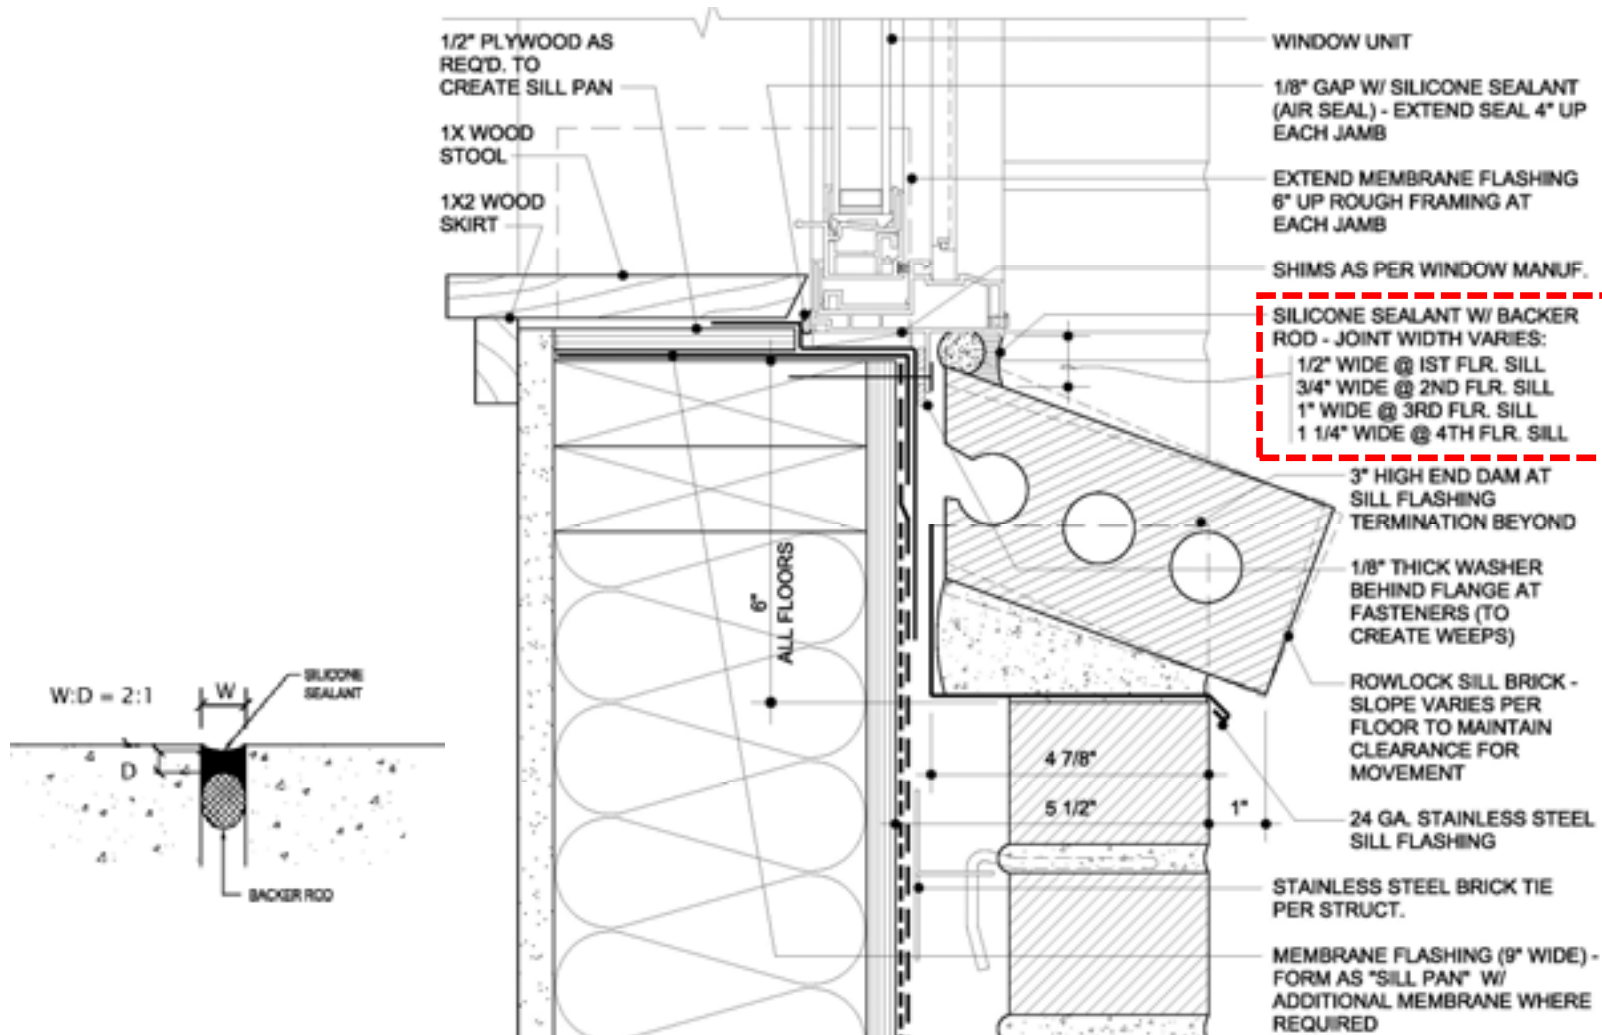 1/2" PLYWOOD AS
REQ'D. TO
CREATE SILL PAN
1X WOOD
STOOL
1X2 WOOD
SKIRT
WINDOW UNIT
1/8" GAP W/ SILICONE SEALANT
(AIR SEAL) - EXTEND SEAL 4" UP
EACH JAMB
EXTEND MEMBRANE FLASHING
6" UP ROUGH FRAMING AT
EACH JAMB
SHIMS AS PER WINDOW MANUF.
SILICONE SEALANT W/ BACKER
ROD - JOINT WIDTH VARIES:
1/2" WIDE @ IST FLR. SILL
3/4" WIDE @ 2ND FLR. SILL
1" WIDE @ 3RD FLR. SILL
1 1/4" WIDE @ 4TH FLR. SILL
3" HIGH END DAM AT
SILL FLASHING
TERMINATION BEYOND
1/8" THICK WASHER
BEHIND FLANGE AT
FASTENERS (TO
CREATE WEEPS)
ROWLOCK SILL BRICK -
SLOPE VARIES PER
FLOOR TO MAINTAIN
CLEARANCE FOR
MOVEMENT
24 GA. STAINLESS STEEL
SILL FLASHING
STAINLESS STEEL BRICK TIE
PER STRUCT.
MEMBRANE FLASHING (9" WIDE) -
FORM AS "SILL PAN" W/
ADDITIONAL MEMBRANE WHERE
REQUIRED
6"
ALL FLOORS
4 7/8"
5 1/2"
1"
W:D = 2:1
W
SILICONE
SEALANT
D
BACKER ROD